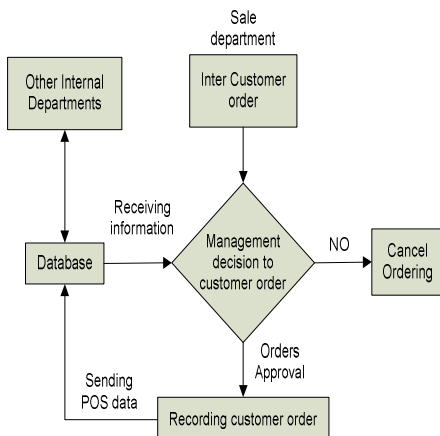 Sale
department
Other Internal
Departments
Inter Customer
order
Receiving
information
Database
Management
decision to
customer order
NO
Cancel
Ordering
Orders
Approval
Sending
POS data
Recording customer order